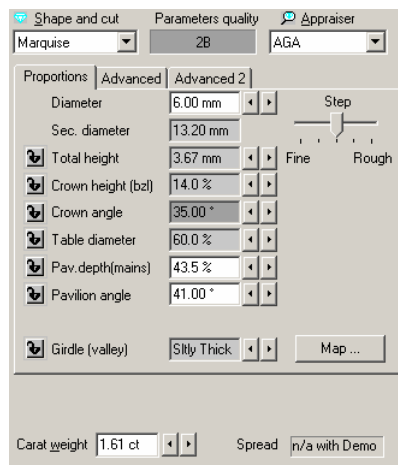 Shape and cut Parameters quality Appraiser
Marquise 2B AGA
Proportions Advanced Advanced 2
Diameter 6.00 mm Step
Sec. diameter 13.20 mm
Total height 3.67 mm Fine Rough
Crown height (bzl) 14.0 %
Crown angle 35.00 °
Table diameter 60.0 %
Pav.depth(mains) 43.5 %
Pavilion angle 41.00 °
Girdle (valley) Sltly Thick Map ...
Carat weight 1.61 ct Spread n/a with Demo